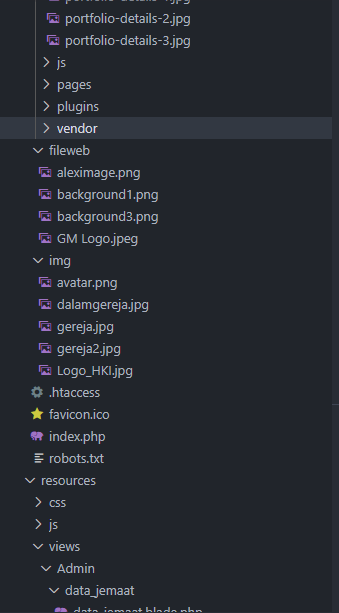 portfolio-details-1.jpg
portfolio-details-2.jpg
portfolio-details-3.jpg
js
pages
plugins
vendor
fileweb
aleximage.png
background1.png
background3.png
GM Logo.jpeg
img
avatar.png
dalamgereja.jpg
gereja.jpg
gereja2.jpg
Logo_HKI.jpg
.htaccess
favicon.ico
index.php
robots.txt
resources
css
js
views
Admin
data_jemaat
data_jemaat.blade.php